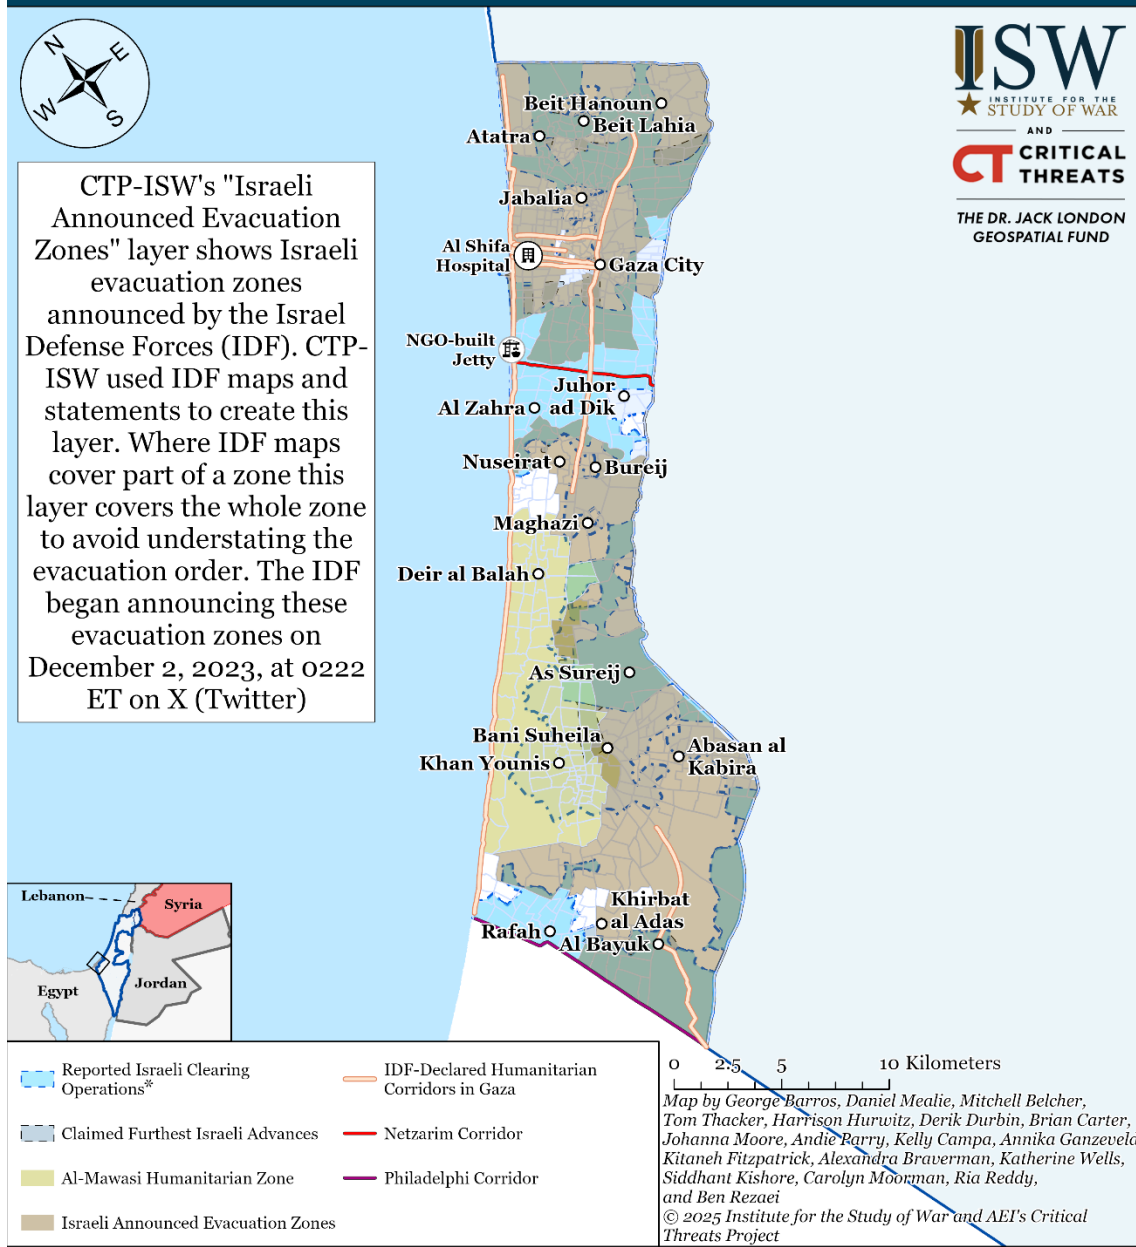 N
E
W
S
ISW
INSTITUTE FOR THE
STUDY OF WAR
AND
CT CRITICAL
THREATS
THE DR. JACK LONDON
GEOSPATIAL FUND
CTP-ISW's "Israeli
Announced Evacuation
Zones" layer shows Israeli
evacuation zones
announced by the Israel
Defense Forces (IDF). CTP-
ISW used IDF maps and
statements to create this
layer. Where IDF maps
cover part of a zone this
layer covers the whole zone
to avoid understating the
evacuation order. The IDF
began announcing these
evacuation zones on
December 2, 2023, at 0222
ET on X (Twitter)
Beit Hanoun
Beit Lahia
Atatra
Jabalia
Al Shifa
Hospital
Gaza City
NGO-built
Jetty
Juhor
ad Dik
Al Zahra
Nuseirat
Bureij
Maghazi
Deir al Balah
As Sureij
Bani Suheila
Abasan al
Kabira
Khan Younis
Khirbat
al Adas
Rafah
Al Bayuk
Lebanon
Syria
Egypt
Jordan
Reported Israeli Clearing
Operations*
Claimed Furthest Israeli Advances
Al-Mawasi Humanitarian Zone
Israeli Announced Evacuation Zones
IDF-Declared Humanitarian
Corridors in Gaza
Netzarim Corridor
Philadelphi Corridor
0 2.5 5 10 Kilometers
Map by George Barros, Daniel Mealie, Mitchell Belcher,
Tom Thacker, Harrison Hurwitz, Derik Durbin, Brian Carter,
Johanna Moore, Andie Parry, Kelly Campa, Annika Ganzeveld
Kitaneh Fitzpatrick, Alexandra Braverman, Katherine Wells,
Siddhant Kishore, Carolyn Moorman, Ria Reddy,
and Ben Rezaei
© 2025 Institute for the Study of War and AEI's Critical
Threats Project